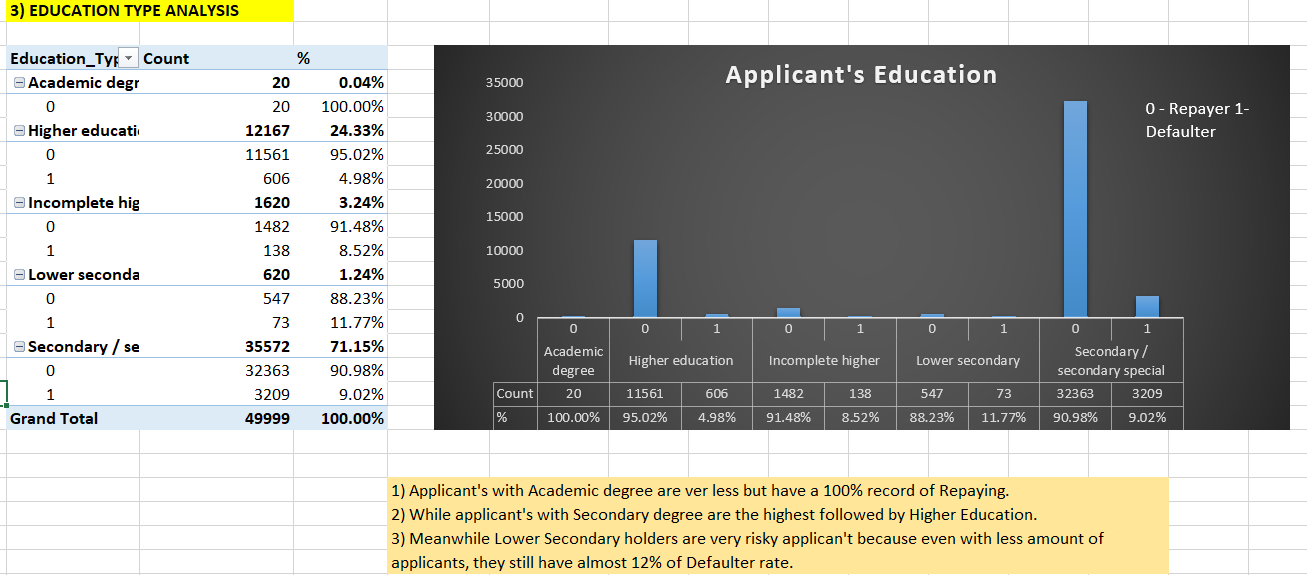 3) EDUCATION TYPE ANALYSIS
Education_Typ Count %
Academic degr 20 0.04%
0 20 100.00%
Higher educati 12167 24.33%
0 11561 95.02%
1 606 4.98%
Incomplete hig 1620 3.24%
0 1482 91.48%
1 138 8.52%
Lower seconda 620 1.24%
0 547 88.23%
1 73 11.77%
Secondary / se 35572 71.15%
0 32363 90.98%
1 3209 9.02%
Grand Total 49999 100.00%
Applicant's Education
0 - Repayer 1-
Defaulter
35000
30000
25000
20000
15000
10000
5000
0
0 0 1 0 1 0 1 0 1
Academic degree Higher education Incomplete higher Lower secondary Secondary / secondary special
Count 20 11561 606 1482 138 547 73 32363 3209
% 100.00% 95.02% 4.98% 91.48% 8.52% 88.23% 11.77% 90.98% 9.02%
1) Applicant's with Academic degree are ver less but have a 100% record of Repaying.
2) While applicant's with Secondary degree are the highest followed by Higher Education.
3) Meanwhile Lower Secondary holders are very risky applican't because even with less amount of
applicants, they still have almost 12% of Defaulter rate.